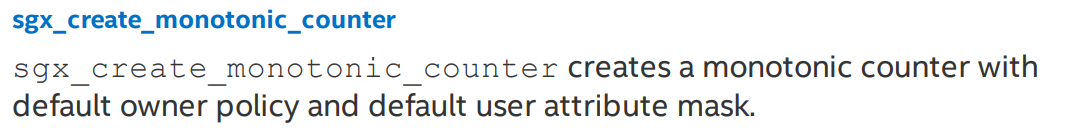 sgx_create_monotonic_counter
sgx_create_monotonic_counter creates a monotonic counter with
default owner policy and default user attribute mask.